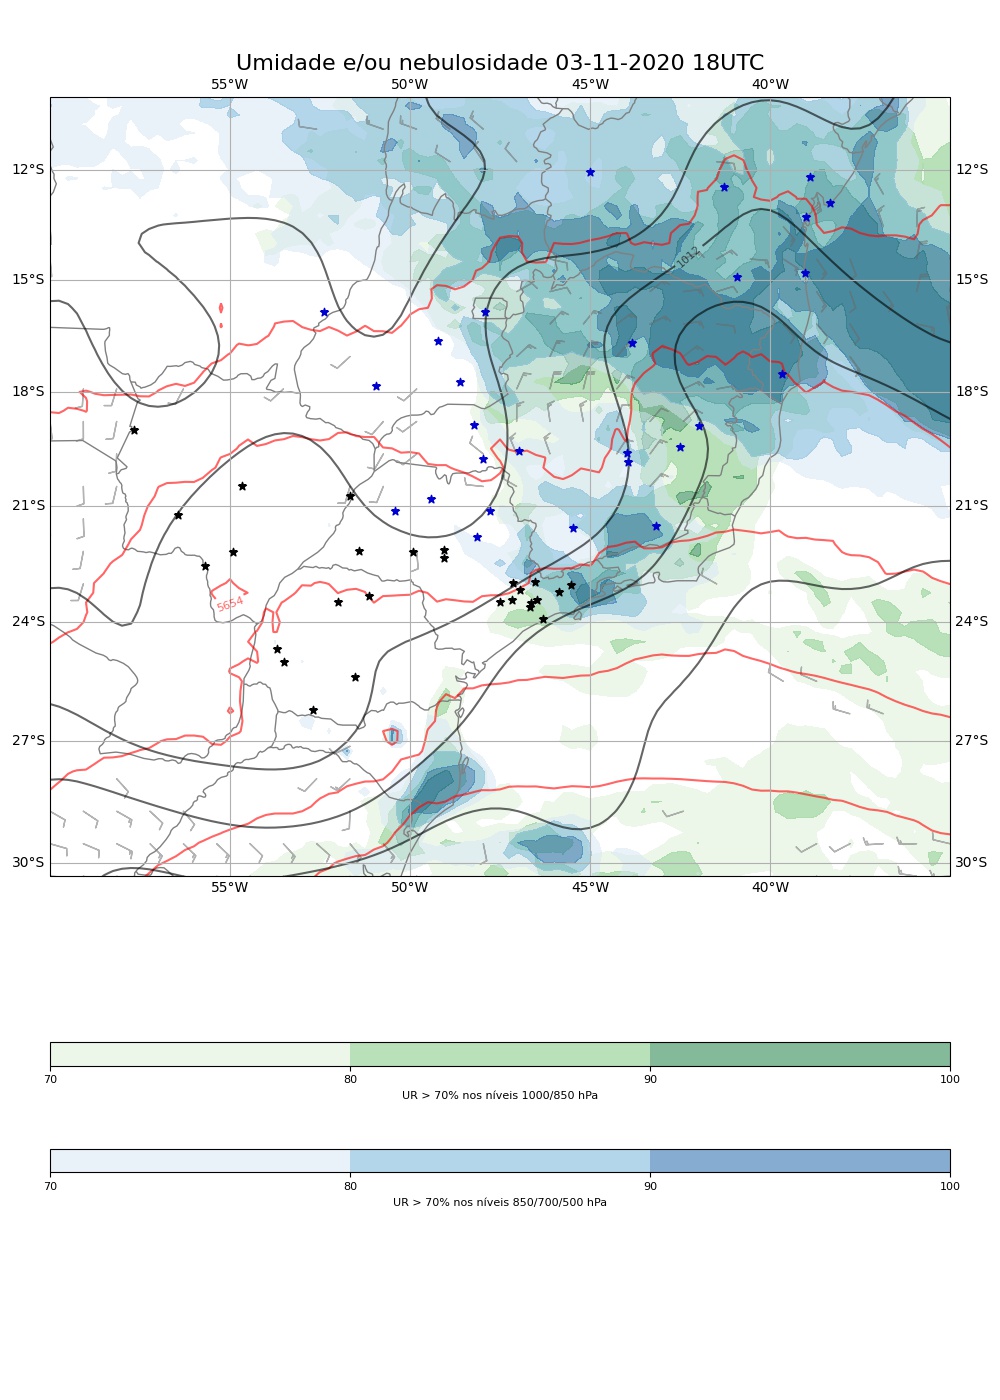 Umidade e/ou nebulosidade 03-11-2020 18UTC
55°W 50°W 45°W 40°W
12°S 12°S
1012
15°S 15°S
18°S 18°S
21°S 21°S
5654
24°S 24°S
27°S 27°S
30°S 30°S
55°W 50°W 45°W 40°W
70 80 90 100
UR > 70% nos níveis 1000/850 hPa
70 80 90 100
UR > 70% nos níveis 850/700/500 hPa